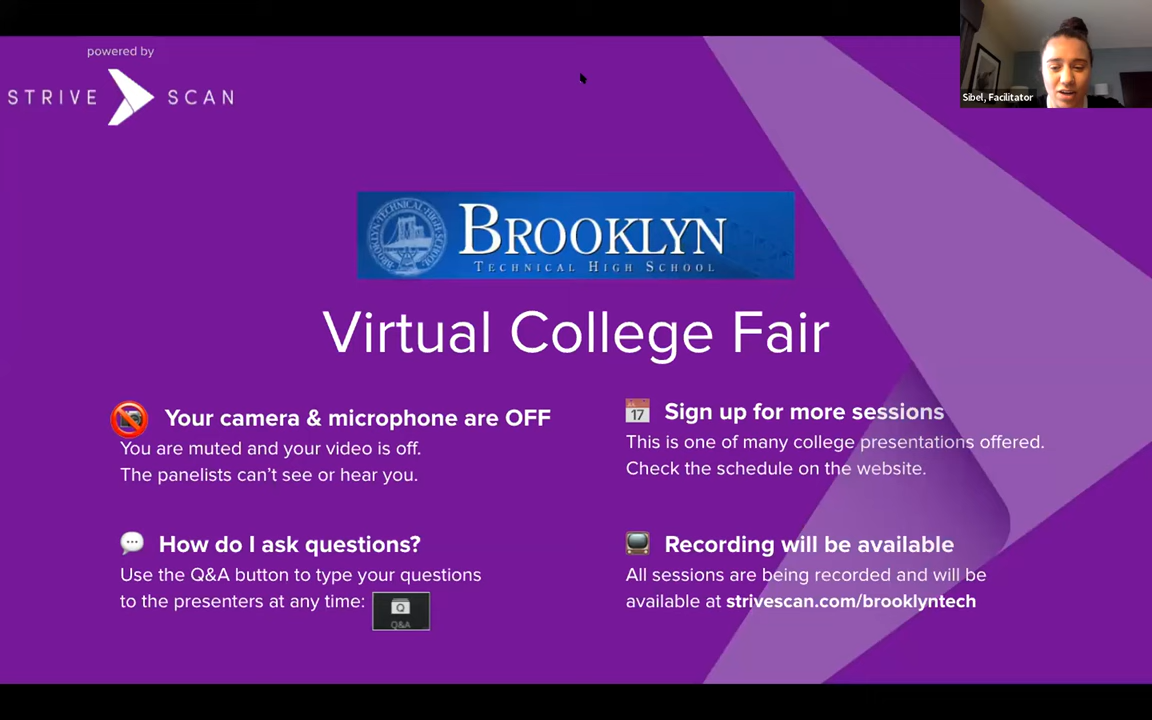 powered by
STRIVE SCAN
Sibel, Facilitator
BROOKLYN
TECHNICAL HIGH SCHOOL
Virtual College Fair
Your camera & microphone are OFF
You are muted and your video is off.
The panelists can't see or hear you.
17
Sign up for more sessions
This is one of many college presentations offered.
Check the schedule on the website.
How do I ask questions?
Use the Q&A button to type your questions
to the presenters at any time:
Q
Q&A
Recording will be available
All sessions are being recorded and will be
available at strivescan.com/brooklyntech